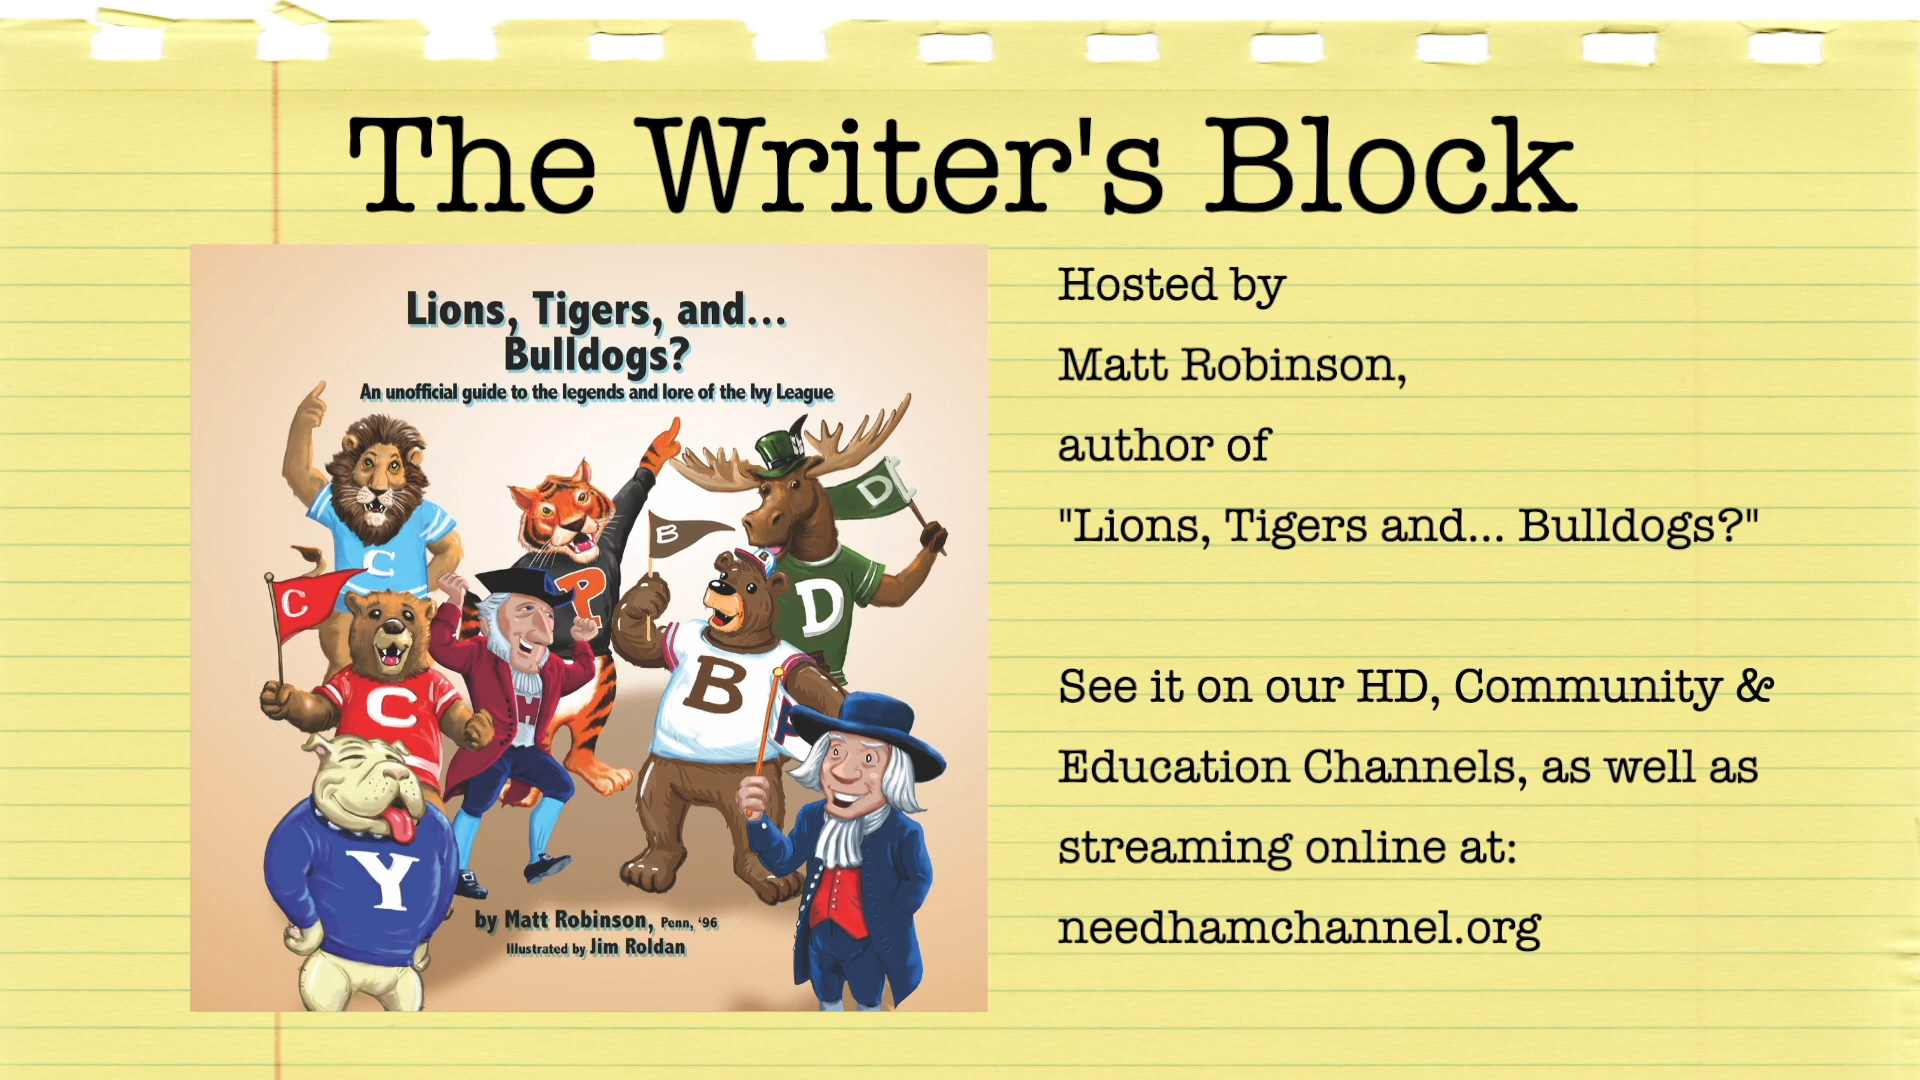 The Writer's Block
Lions, Tigers, and...
Bulldogs?
An unofficial guide to the legends and lore of the Ivy League
C
P
B
D
D
C
C
H
B
B
P
Y
by Matt Robinson, Penn, '96
Illustrated by Jim Roldan
Hosted by
Matt Robinson,
author of
"Lions, Tigers and... Bulldogs?"
See it on our HD, Community &
Education Channels, as well as
streaming online at:
needhamchannel.org